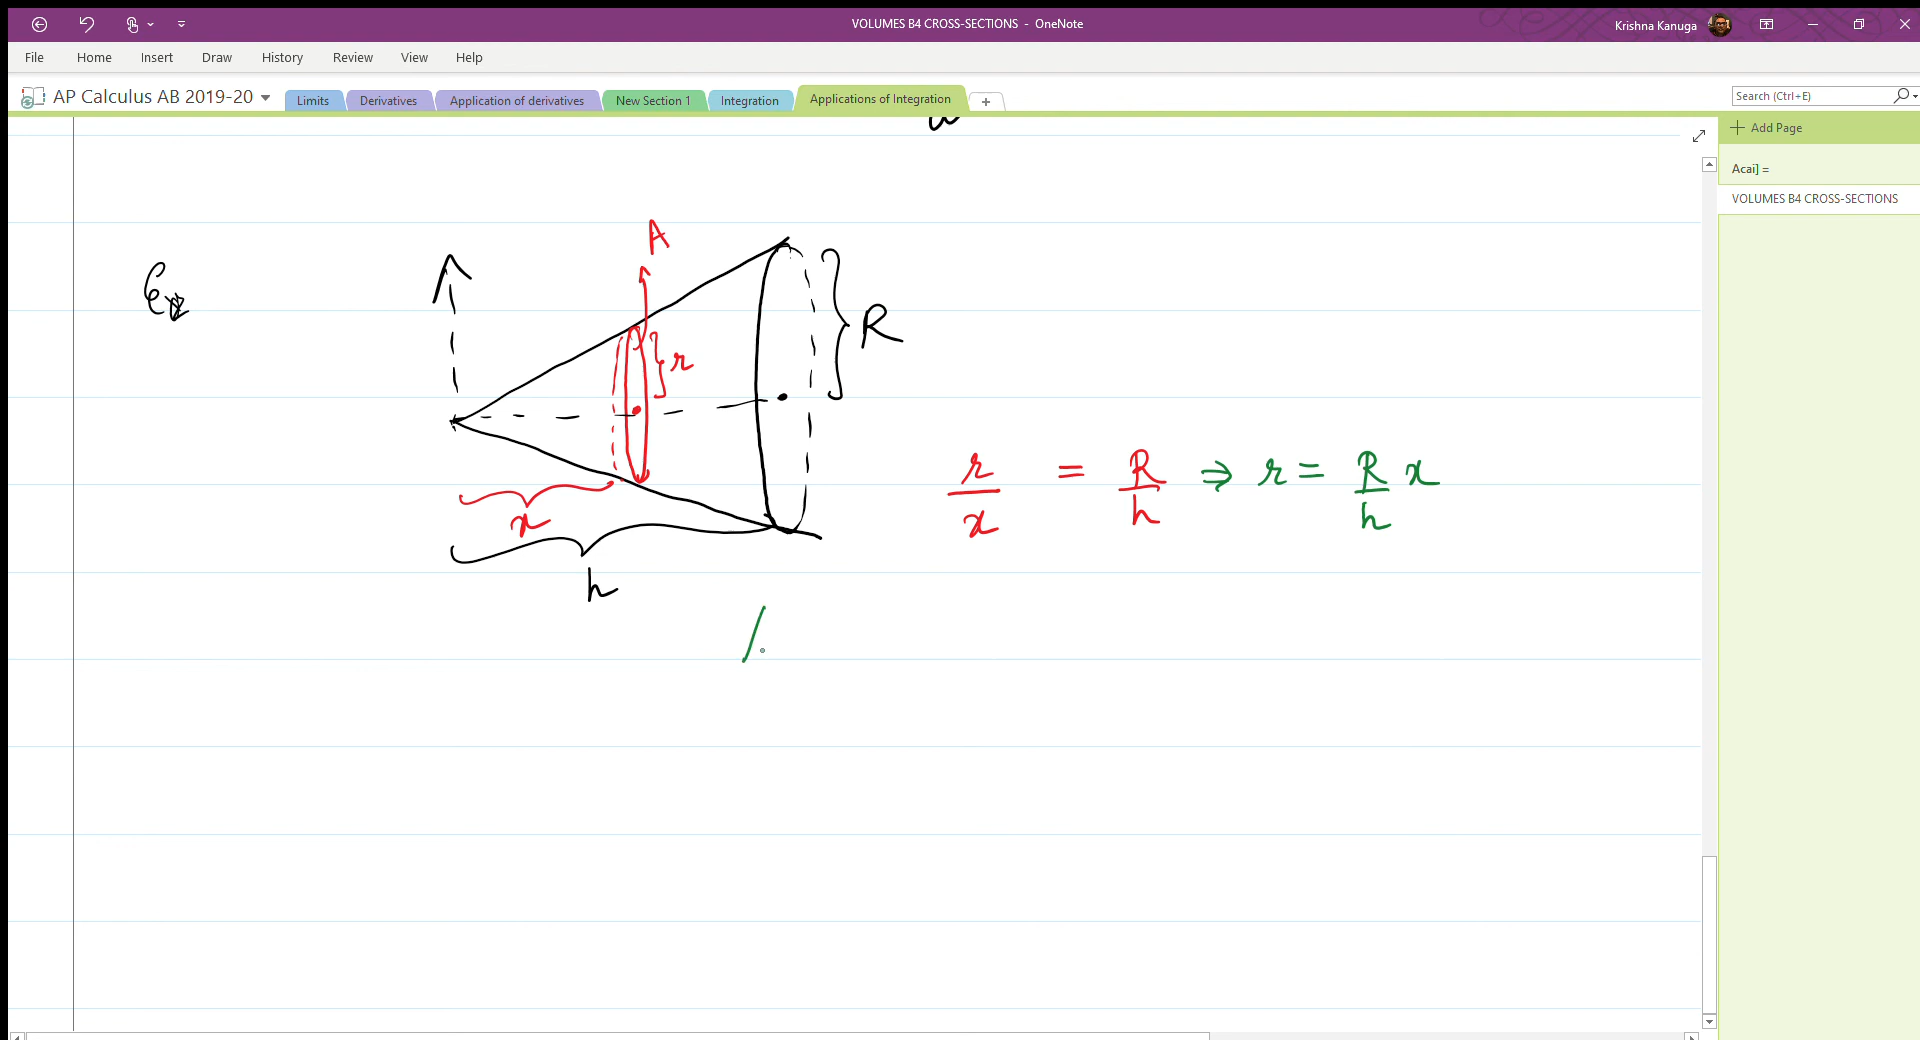 VOLUMES B4 CROSS-SECTIONS - OneNote
Krishna Kanuga
File Home Insert Draw History Review View Help
AP Calculus AB 2019-20
Limits Derivatives Application of derivatives New Section 1 Integration Applications of Integration +
Search (Ctrl+E)
Add Page
Acai] =
VOLUMES B4 CROSS-SECTIONS
A
Ex
R
r
r/x = R/h ⇒ r = R/h x
x
h